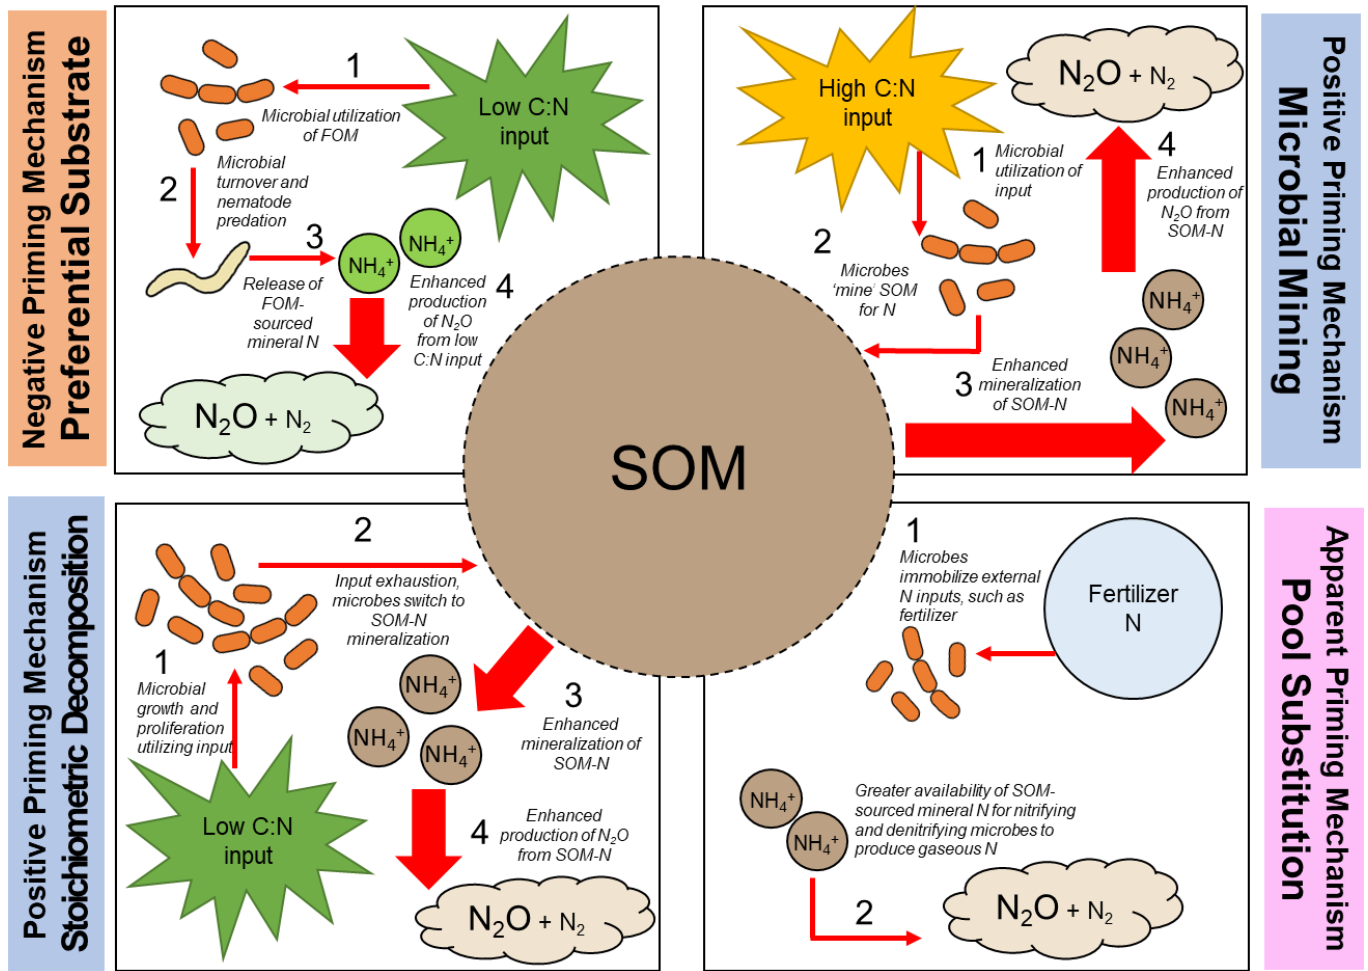 Negative Priming Mechanism
Preferential Substrate
1
Microbial utilization
of FOM
Low C:N
input
2
Microbial
turnover and
nematode
predation
3
Release of
FOM-
sourced
mineral N
NH₄⁺
NH₄⁺
4
Enhanced
production
of N₂O
from low
C:N input
N₂O + N₂
Positive Priming Mechanism
Microbial Mining
High C:N
input
1
Microbial
utilization of
input
2
Microbes
‘mine’ SOM
for N
3
Enhanced
mineralization
of SOM-N
NH₄⁺
NH₄⁺
NH₄⁺
4
Enhanced
production of
N₂O from
SOM-N
N₂O + N₂
SOM
Positive Priming Mechanism
Stoichiometric Decomposition
1
Microbial
growth and
proliferation
utilizing input
Low C:N
input
2
Input exhaustion,
microbes switch to
SOM-N
mineralization
NH₄⁺
NH₄⁺
NH₄⁺
3
Enhanced
mineralization of
SOM-N
4
Enhanced
production of N₂O
from SOM-N
N₂O + N₂
Apparent Priming Mechanism
Pool Substitution
1
Microbes
immobilize external
N inputs, such as
fertilizer
Fertilizer
N
NH₄⁺
NH₄⁺
Greater availability of SOM-
sourced mineral N for nitrifying
and denitrifying microbes to
produce gaseous N
2
N₂O + N₂